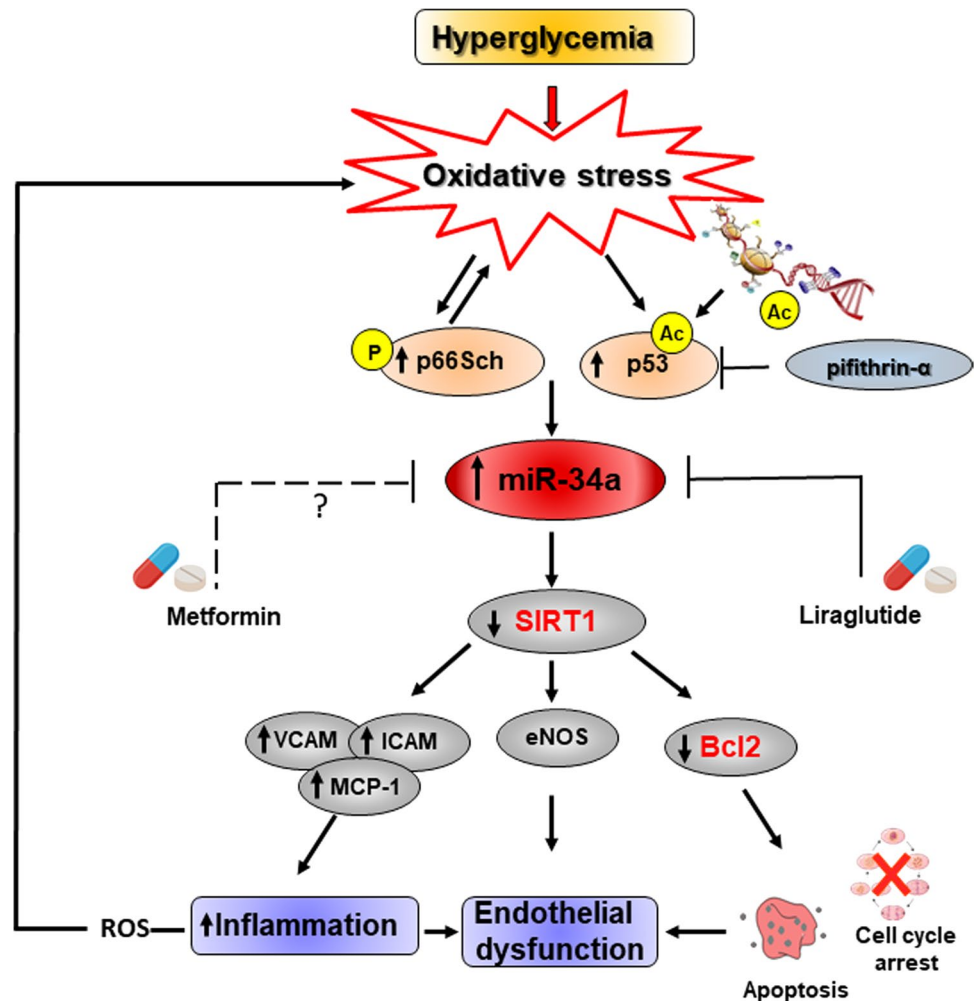 Hyperglycemia
Oxidative stress
Ac
P
p66Sch
Ac
p53
pifithrin-α
miR-34a
?
Metformin
Liraglutide
SIRT1
VCAM
ICAM
MCP-1
eNOS
Bcl2
ROS
Inflammation
Endothelial
dysfunction
Apoptosis
Cell cycle
arrest